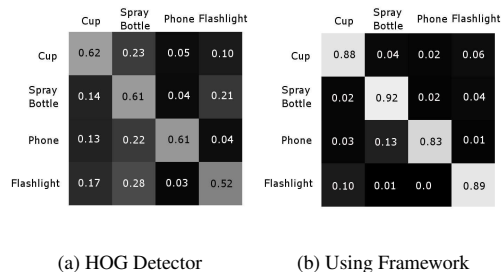 Cup Spray Bottle Phone Flashlight
Cup 0.62 0.23 0.05 0.10
Spray Bottle 0.14 0.61 0.04 0.21
Phone 0.13 0.22 0.61 0.04
Flashlight 0.17 0.28 0.03 0.52
(a) HOG Detector
Cup Spray Bottle Phone Flashlight
Cup 0.88 0.04 0.02 0.06
Spray Bottle 0.02 0.92 0.02 0.04
Phone 0.03 0.13 0.83 0.01
Flashlight 0.10 0.01 0.0 0.89
(b) Using Framework